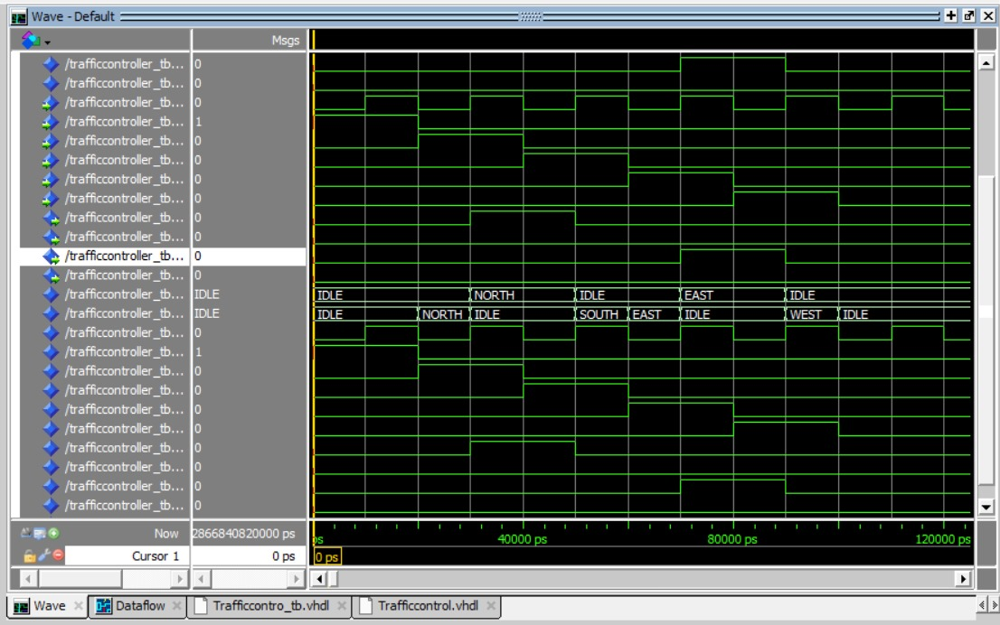 Wave - Default
Msgs
/trafficcontroller_tb... 0
/trafficcontroller_tb... 0
/trafficcontroller_tb... 0
/trafficcontroller_tb... 1
/trafficcontroller_tb... 0
/trafficcontroller_tb... 0
/trafficcontroller_tb... 0
/trafficcontroller_tb... 0
/trafficcontroller_tb... 0
/trafficcontroller_tb... 0
/trafficcontroller_tb... 0
/trafficcontroller_tb... 0
/trafficcontroller_tb... IDLE IDLE NORTH IDLE EAST IDLE
/trafficcontroller_tb... IDLE IDLE NORTH IDLE SOUTH EAST IDLE WEST IDLE
/trafficcontroller_tb... 0
/trafficcontroller_tb... 1
/trafficcontroller_tb... 0
/trafficcontroller_tb... 0
/trafficcontroller_tb... 0
/trafficcontroller_tb... 0
/trafficcontroller_tb... 0
/trafficcontroller_tb... 0
/trafficcontroller_tb... 0
/trafficcontroller_tb... 0
Now 2866840820000 ps ps 40000 ps 80000 ps 120000 ps
Cursor 1 0 ps 0 ps
Wave Dataflow Trafficcontro_tb.vhdl Trafficcontrol.vhdl